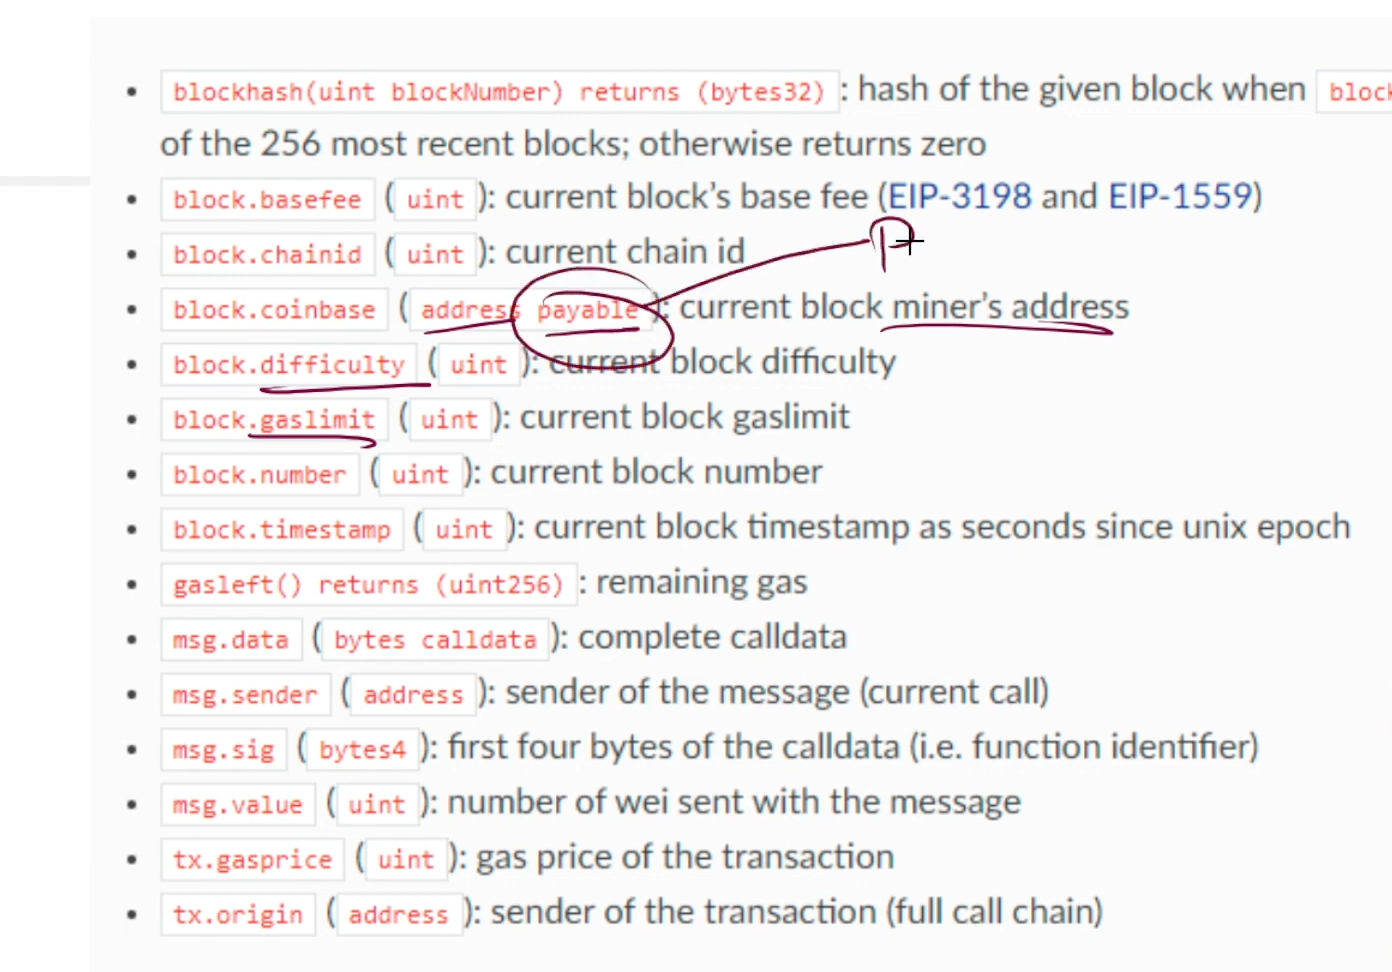 blockhash(uint blockNumber) returns (bytes32) : hash of the given block when
of the 256 most recent blocks; otherwise returns zero
block.basefee ( uint ): current block's base fee (EIP-3198 and EIP-1559)
block.chainid ( uint ): current chain id
P
block.coinbase ( address payable ): current block miner's address
block.difficulty ( uint ): current block difficulty
block.gaslimit ( uint ): current block gaslimit
block.number ( uint ): current block number
block.timestamp ( uint ): current block timestamp as seconds since unix epoch
gasleft() returns (uint256) : remaining gas
msg.data ( bytes calldata ): complete calldata
msg.sender ( address ): sender of the message (current call)
msg.sig ( bytes4 ): first four bytes of the calldata (i.e. function identifier)
msg.value ( uint ): number of wei sent with the message
tx.gasprice ( uint ): gas price of the transaction
tx.origin ( address ): sender of the transaction (full call chain)